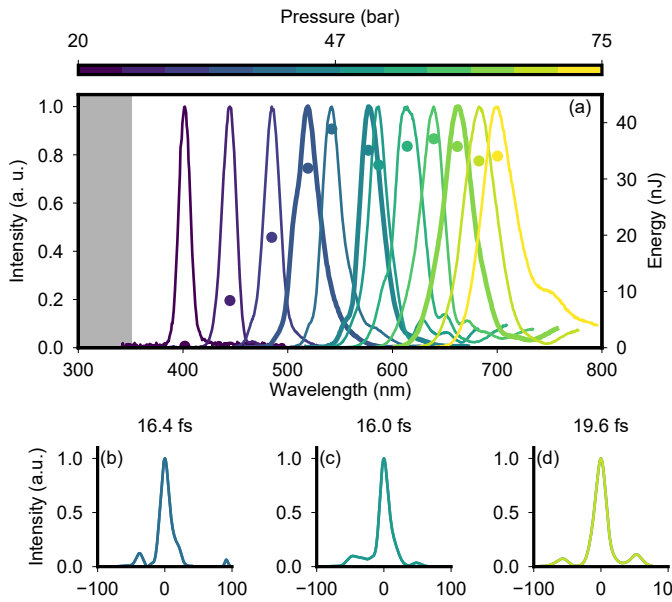 Pressure (bar)
20 47 75
(a)
Intensity (a. u.)
1.0
0.8
0.6
0.4
0.2
0.0
40
30
20
10
0
Energy (nJ)
300 400 500 600 700 800
Wavelength (nm)
16.4 fs 16.0 fs 19.6 fs
Intensity (a.u.)
(b) (c) (d)
1.0 1.0 1.0
0.5 0.5 0.5
0.0 0.0 0.0
−100 0 100 −100 0 100 −100 0 100